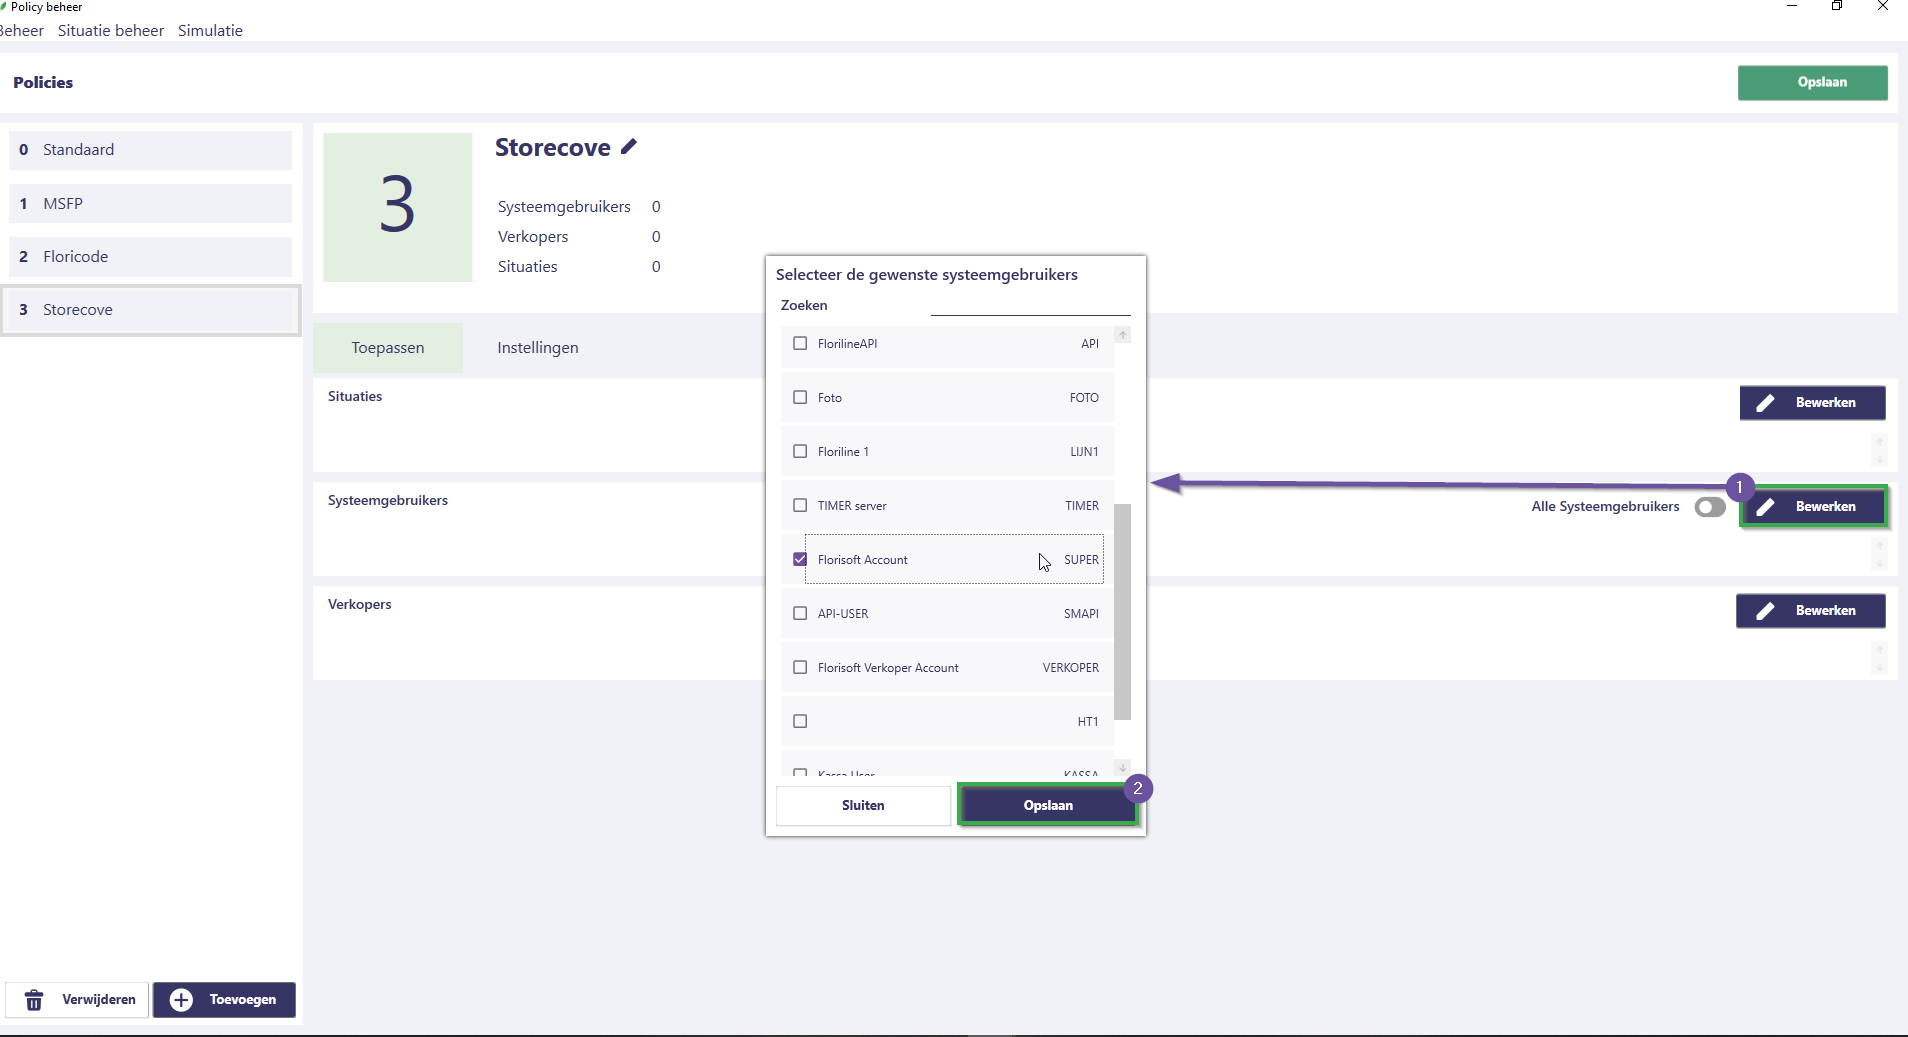 Policy beheer
Beheer Situatie beheer Simulatie
Policies
Opslaan
0 Standaard
1 MSFP
2 Floricode
3 Storecove
3
Storecove
Systeemgebruikers 0
Verkopers 0
Situaties 0
Toepassen Instellingen
Situaties
Bewerken
Systeemgebruikers
Alle Systeemgebruikers
1
Bewerken
Verkopers
Bewerken
Selecteer de gewenste systeemgebruikers
Zoeken
FlorilineAPI API
Foto FOTO
Floriline 1 LIJN1
TIMER server TIMER
Florisoft Account SUPER
API-USER SMAPI
Florisoft Verkoper Account VERKOPER
HT1
Kassa User KASSA
2
Sluiten Opslaan
Verwijderen Toevoegen